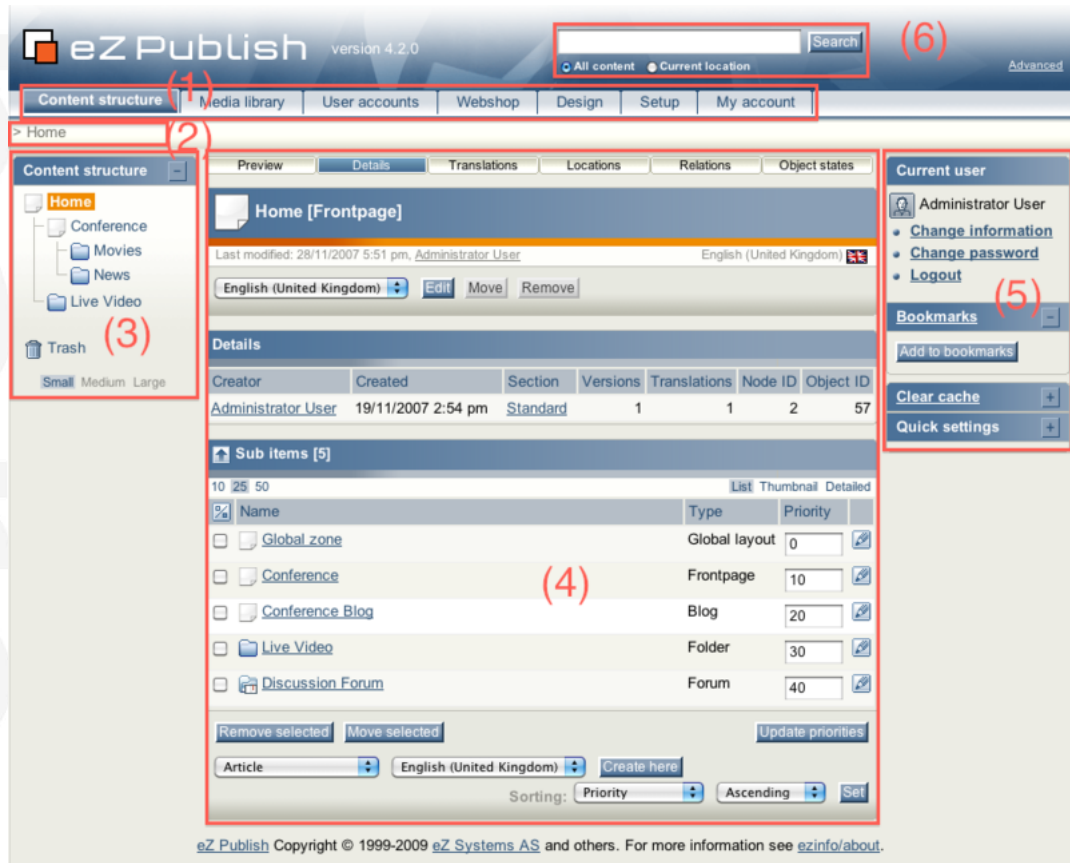 eZ Publish version 4.2.0
Search
(6)
All content Current location
Advanced
(1)
Content structure Media library User accounts Webshop Design Setup My account
> Home
(2)
Content structure -
Home
Conference
Movies
News
Live Video
Trash
(3)
Small Medium Large
Preview Details Translations Locations Relations Object states
Home [Frontpage]
Last modified: 28/11/2007 5:51 pm, Administrator User English (United Kingdom)
English (United Kingdom) Edit Move Remove
Details
Creator Created Section Versions Translations Node ID Object ID
Administrator User 19/11/2007 2:54 pm Standard 1 1 2 57
Sub items [5]
10 25 50 List Thumbnail Detailed
Name Type Priority
Global zone Global layout 0
Conference Frontpage 10
(4)
Conference Blog Blog 20
Live Video Folder 30
Discussion Forum Forum 40
Remove selected Move selected Update priorities
Article English (United Kingdom) Create here
Sorting: Priority Ascending Set
Current user
Administrator User
Change information
Change password
Logout
(5)
Bookmarks -
Add to bookmarks
Clear cache +
Quick settings +
eZ Publish Copyright © 1999-2009 eZ Systems AS and others. For more information see ezinfo/about.